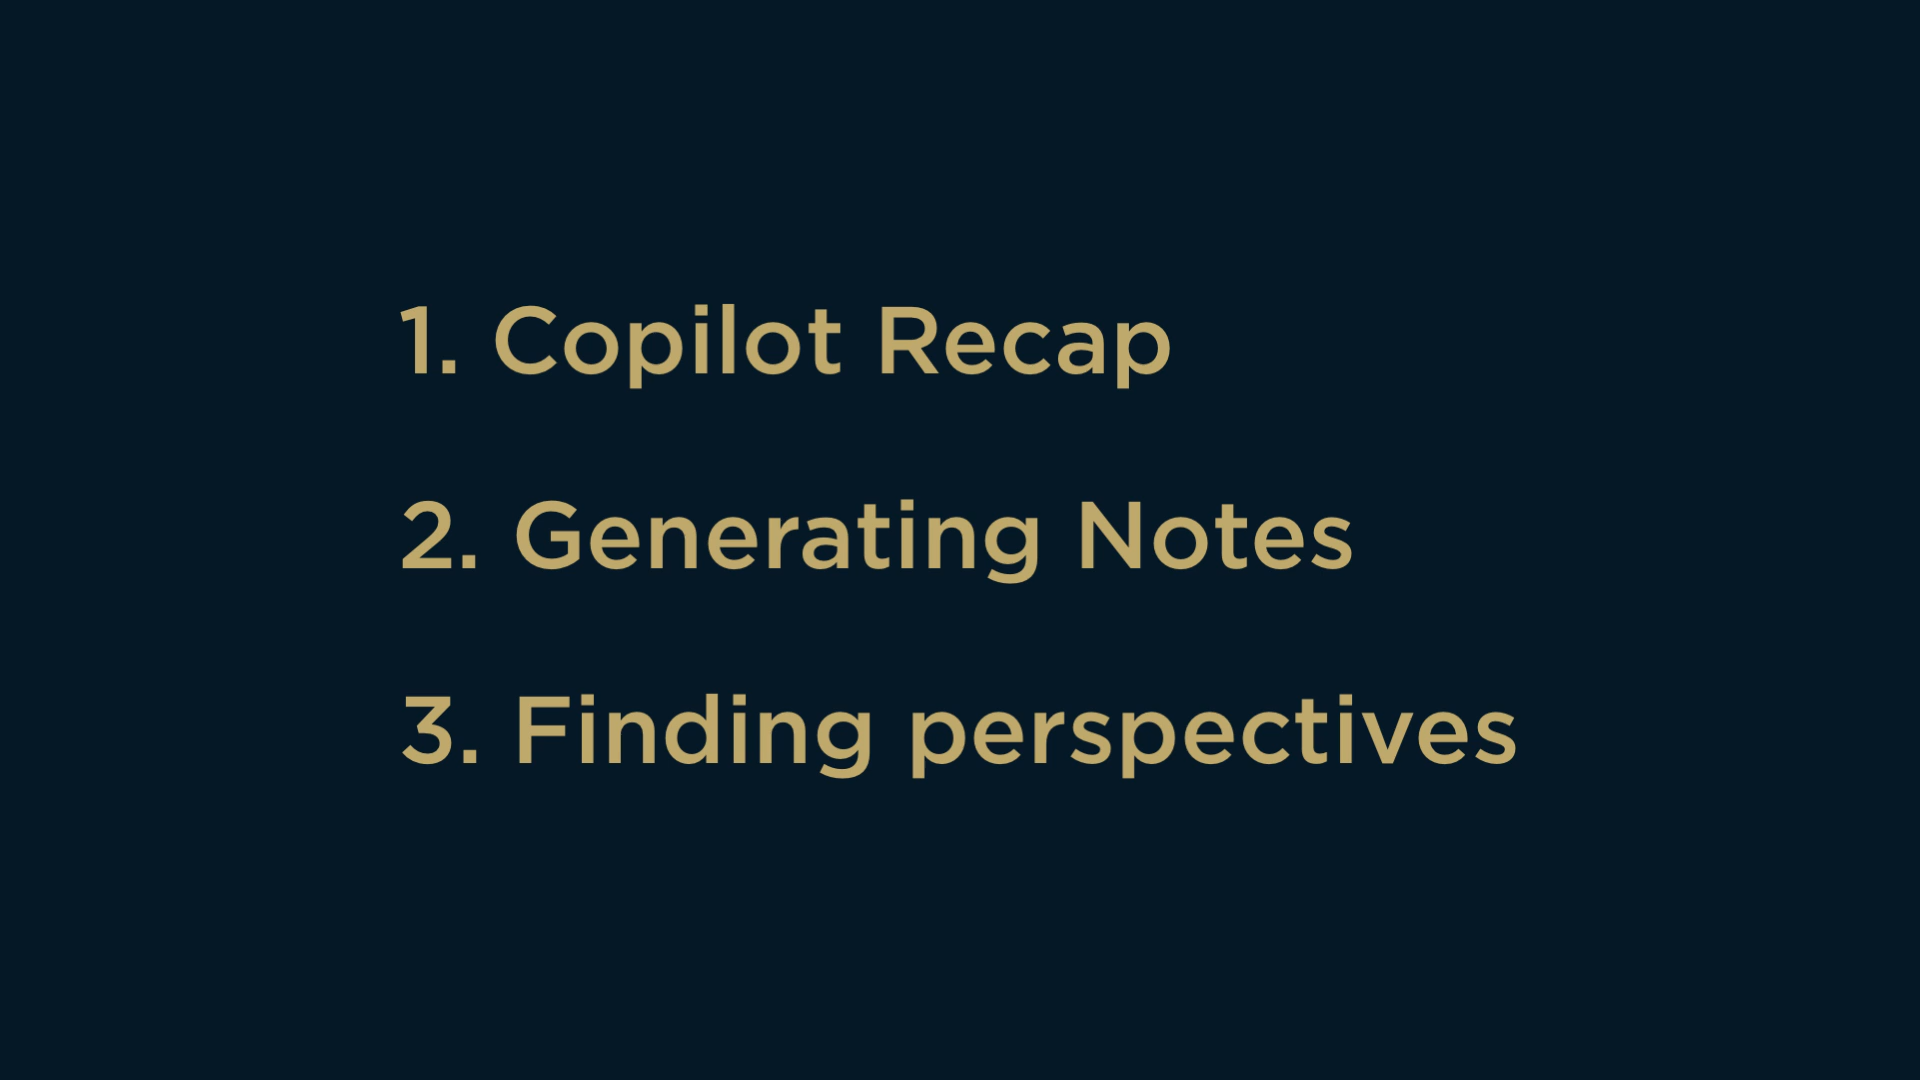 1. Copilot Recap
2. Generating Notes
3. Finding perspectives